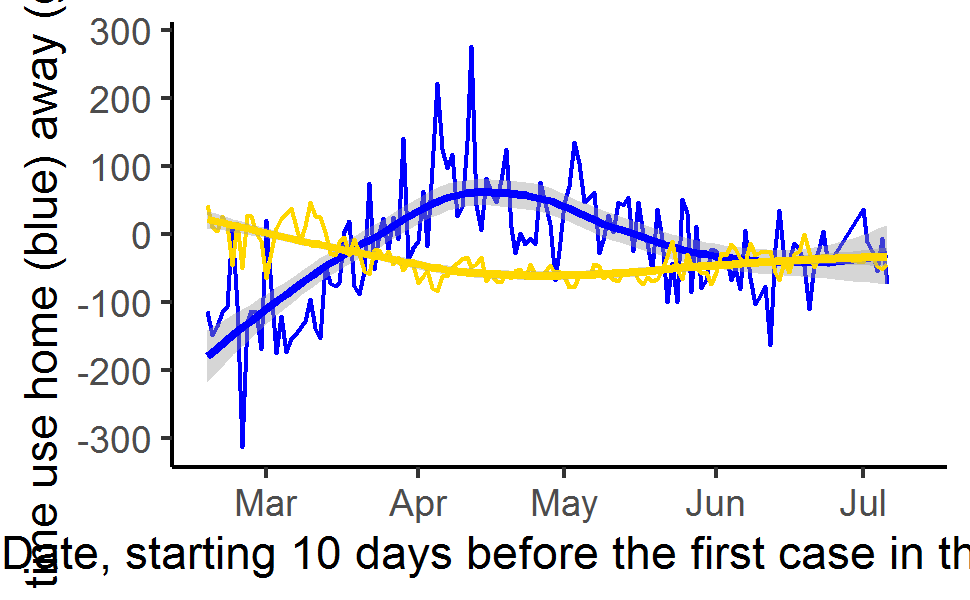 time use home (blue) away (
300
200
100
0
-100
-200
-300
Mar Apr May Jun Jul
Date, starting 10 days before the first case in th